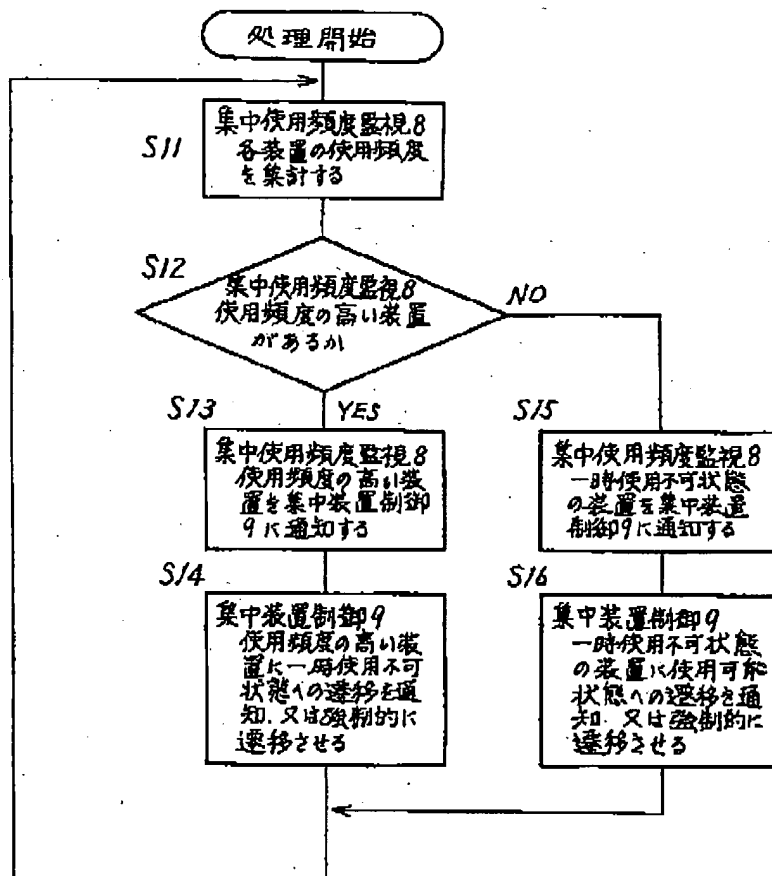 処理開始
S11
集中使用頻度監視8
各装置の使用頻度
を集計する
S12
集中使用頻度監視8
使用頻度の高い装置
があるか
NO
YES
S13
集中使用頻度監視8
使用頻度の高い装
置を集中装置制御
9に通知する
S14
集中装置制御9
使用頻度の高い装
置に一時使用不可
状態への遷移を通
知.又は強制的に
遷移させる
S15
集中使用頻度監視8
一時使用不可状態
の装置を集中装置
制御9に通知する
S16
集中装置制御9
一時使用不可状態
の装置に使用可能
状態への遷移を通
知.又は強制的に
遷移させる